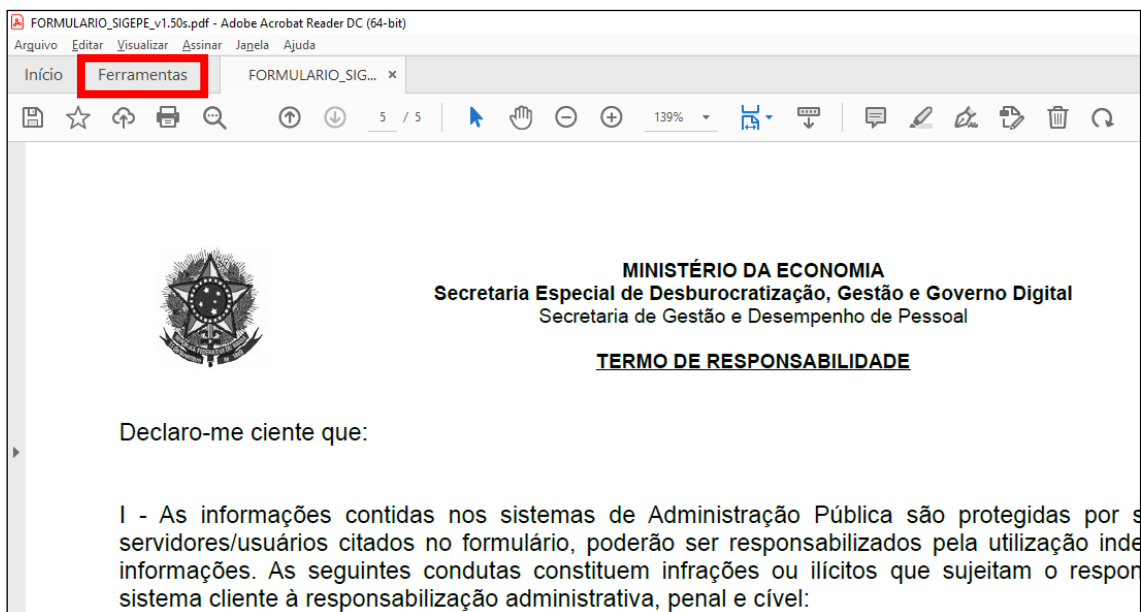 FORMULARIO_SIGEPE_v1.50s.pdf - Adobe Acrobat Reader DC (64-bit)
Arquivo Editar Visualizar Assinar Janela Ajuda
Início Ferramentas FORMULARIO_SIG... ×
5 / 5 139%
MINISTÉRIO DA ECONOMIA
Secretaria Especial de Desburocratização, Gestão e Governo Digital
Secretaria de Gestão e Desempenho de Pessoal
TERMO DE RESPONSABILIDADE
Declaro-me ciente que:
I - As informações contidas nos sistemas de Administração Pública são protegidas por s
servidores/usuários citados no formulário, poderão ser responsabilizados pela utilização inde
informações. As seguintes condutas constituem infrações ou ilícitos que sujeitam o respon
sistema cliente à responsabilização administrativa, penal e cível: